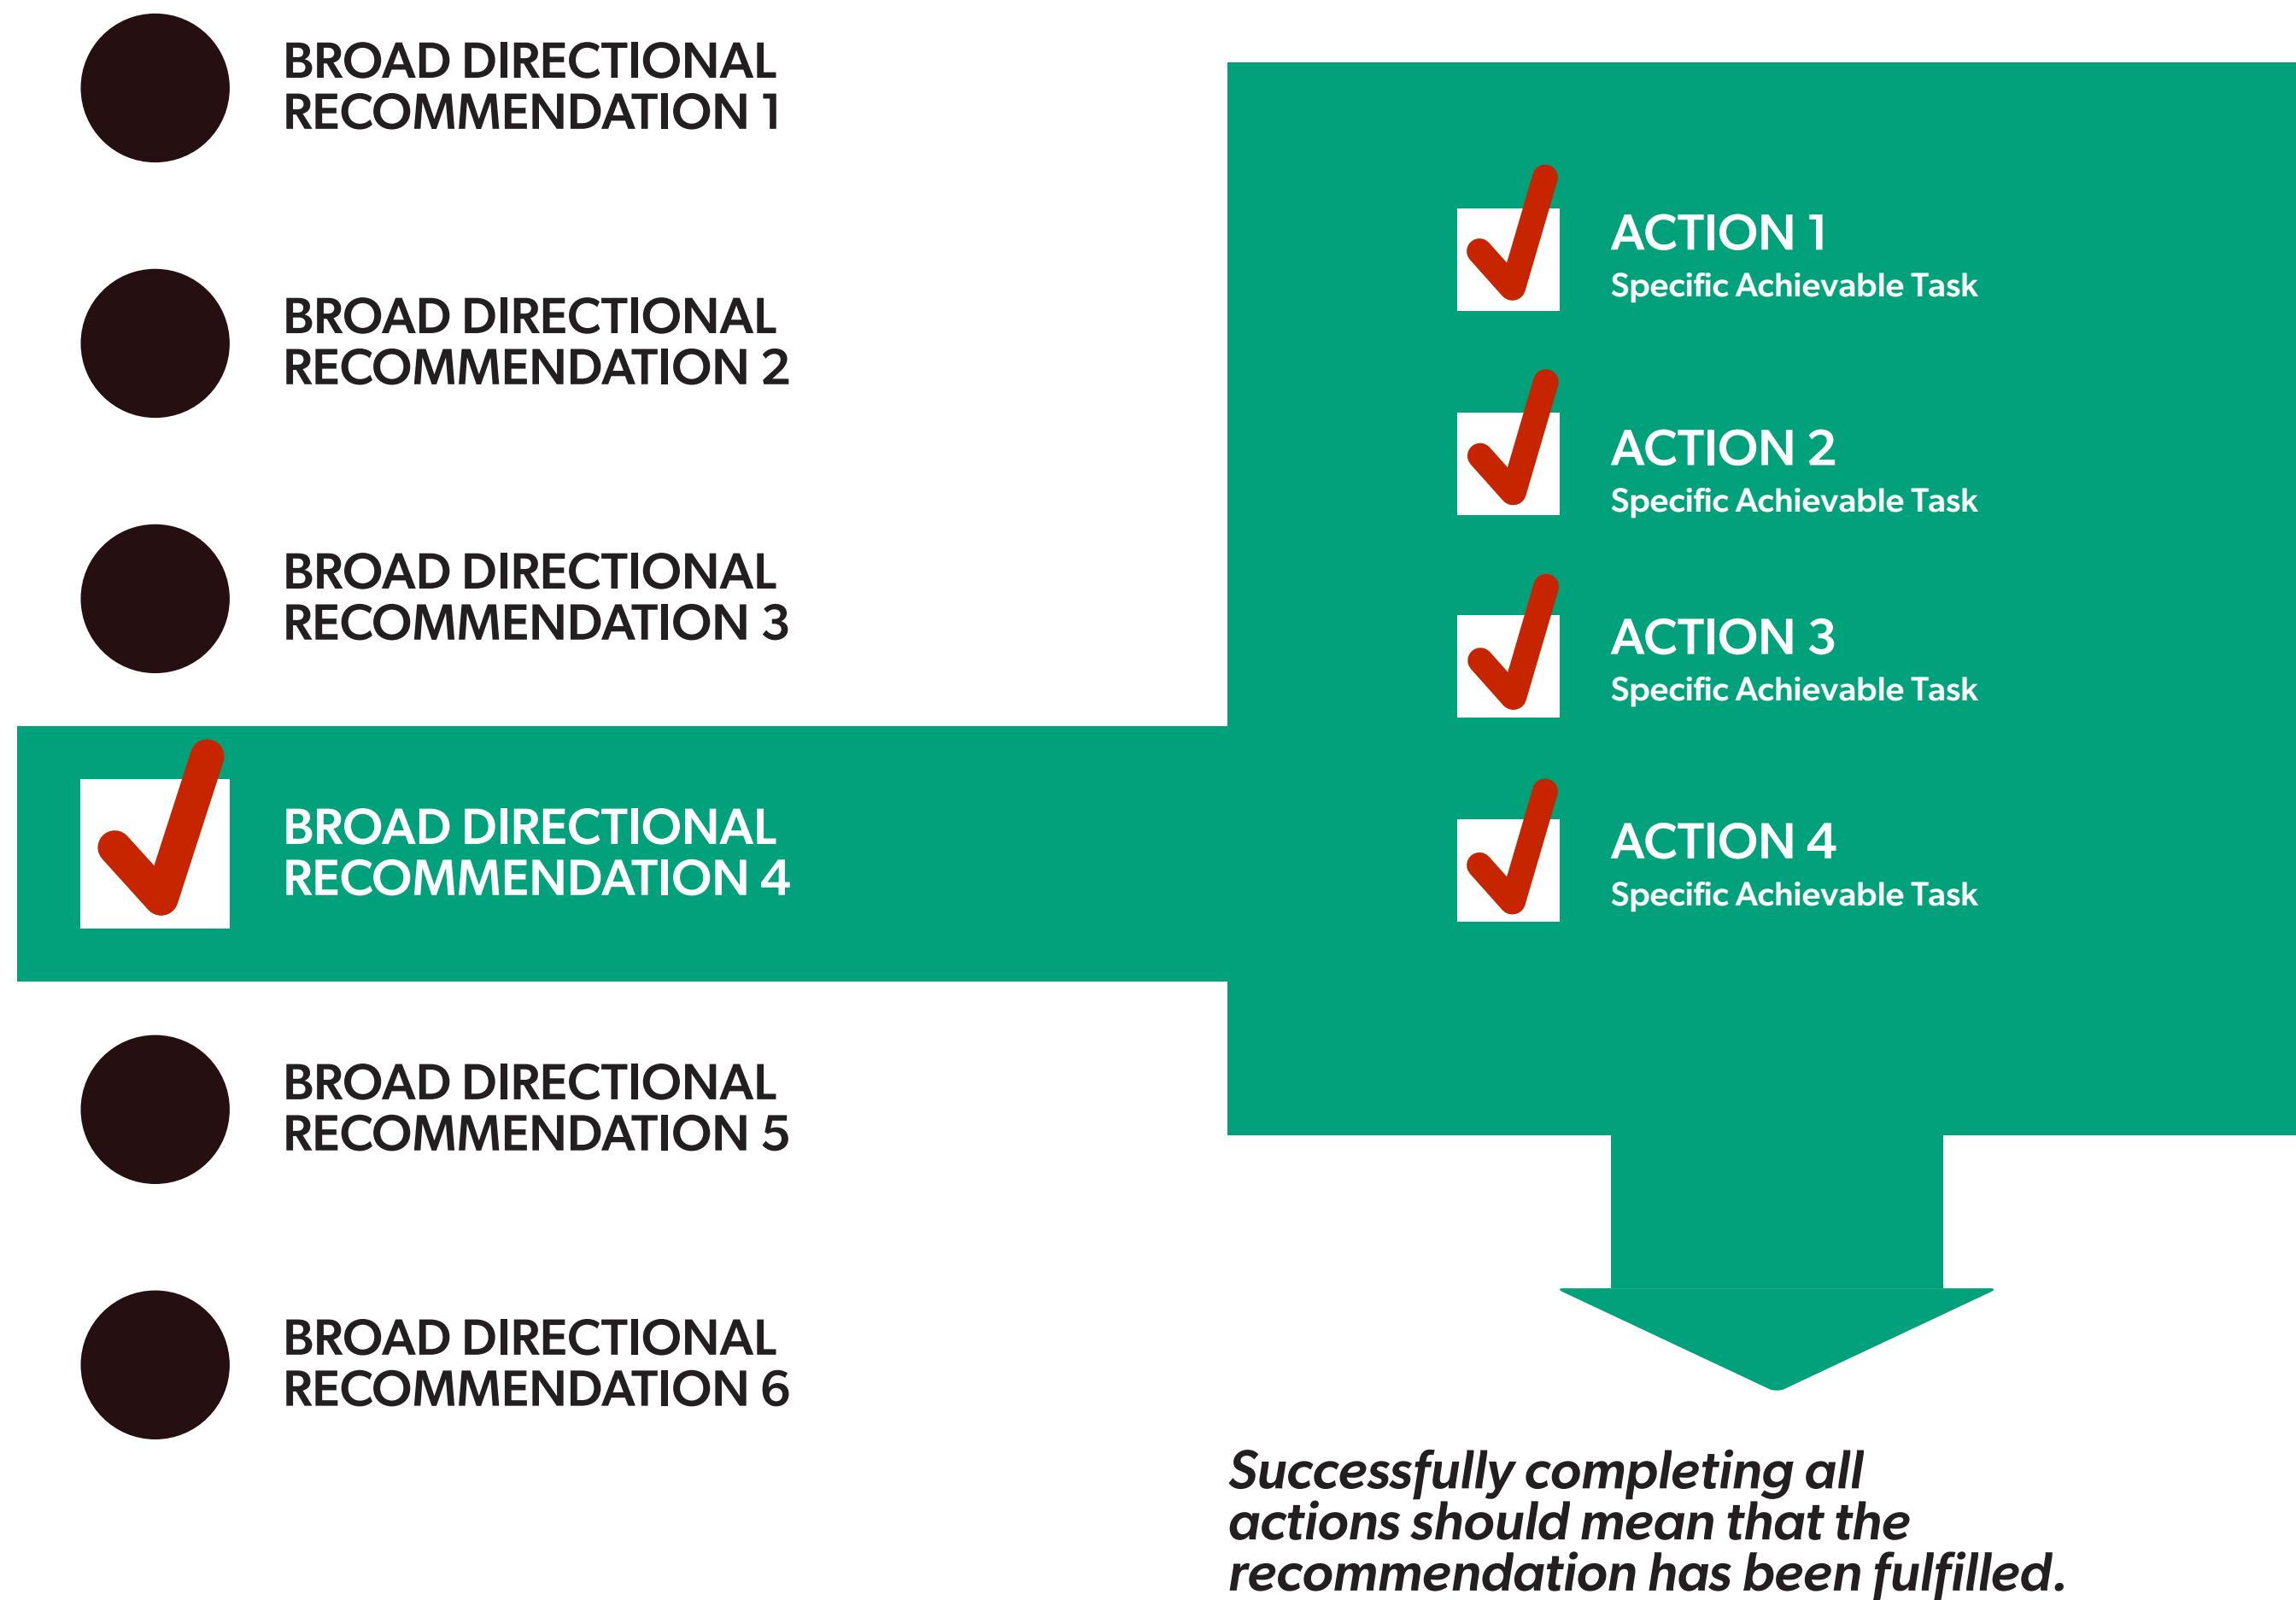 BROAD DIRECTIONAL
RECOMMENDATION 1
BROAD DIRECTIONAL
RECOMMENDATION 2
BROAD DIRECTIONAL
RECOMMENDATION 3
BROAD DIRECTIONAL
RECOMMENDATION 4
BROAD DIRECTIONAL
RECOMMENDATION 5
BROAD DIRECTIONAL
RECOMMENDATION 6
ACTION 1
Specific Achievable Task
ACTION 2
Specific Achievable Task
ACTION 3
Specific Achievable Task
ACTION 4
Specific Achievable Task
Successfully completing all
actions should mean that the
recommendation has been fulfilled.